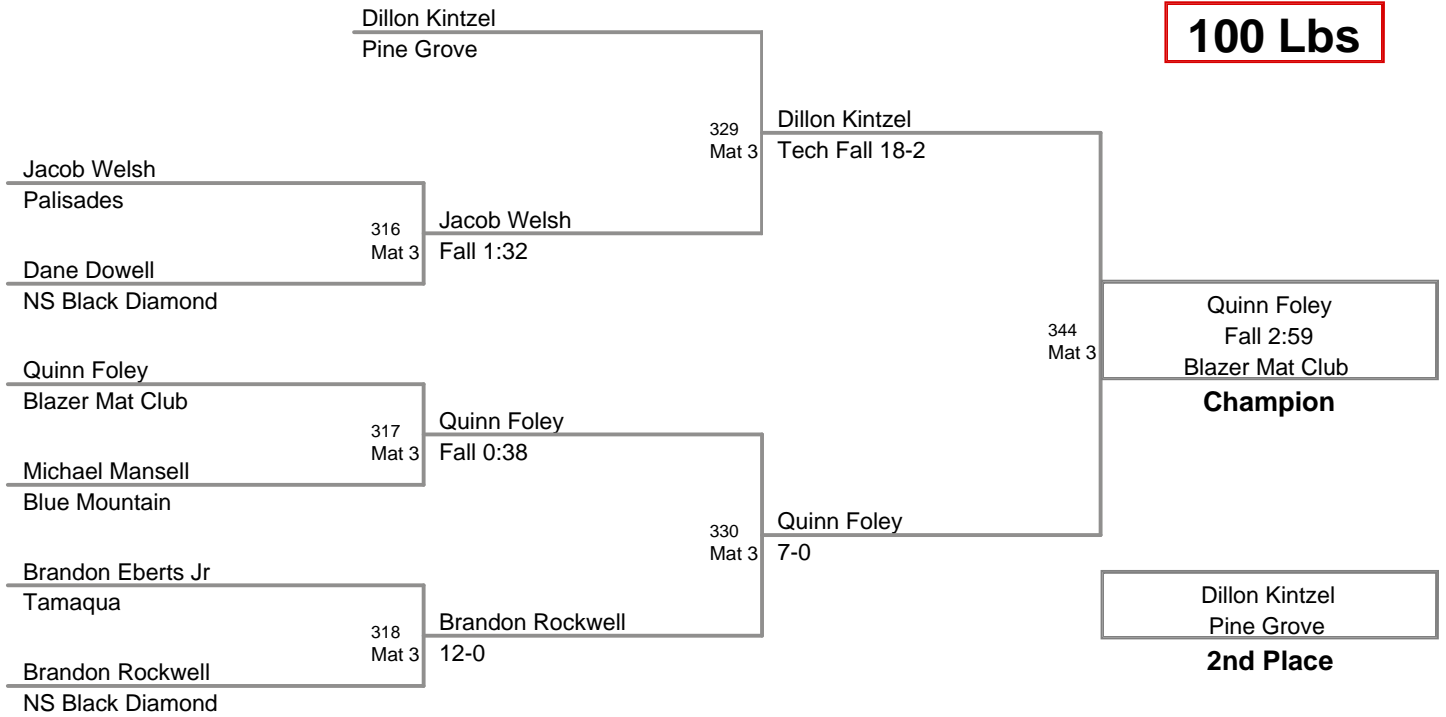 Dillon Kintzel
Pine Grove
100 Lbs
329
Mat 3
Dillon Kintzel
Tech Fall 18-2
Jacob Welsh
Palisades
316
Mat 3
Jacob Welsh
Fall 1:32
Dane Dowell
NS Black Diamond
344
Mat 3
Quinn Foley
Fall 2:59
Blazer Mat Club
Champion
Quinn Foley
Blazer Mat Club
317
Mat 3
Quinn Foley
Fall 0:38
Michael Mansell
Blue Mountain
330
Mat 3
Quinn Foley
7-0
Brandon Eberts Jr
Tamaqua
318
Mat 3
Brandon Rockwell
12-0
Brandon Rockwell
NS Black Diamond
Dillon Kintzel
Pine Grove
2nd Place